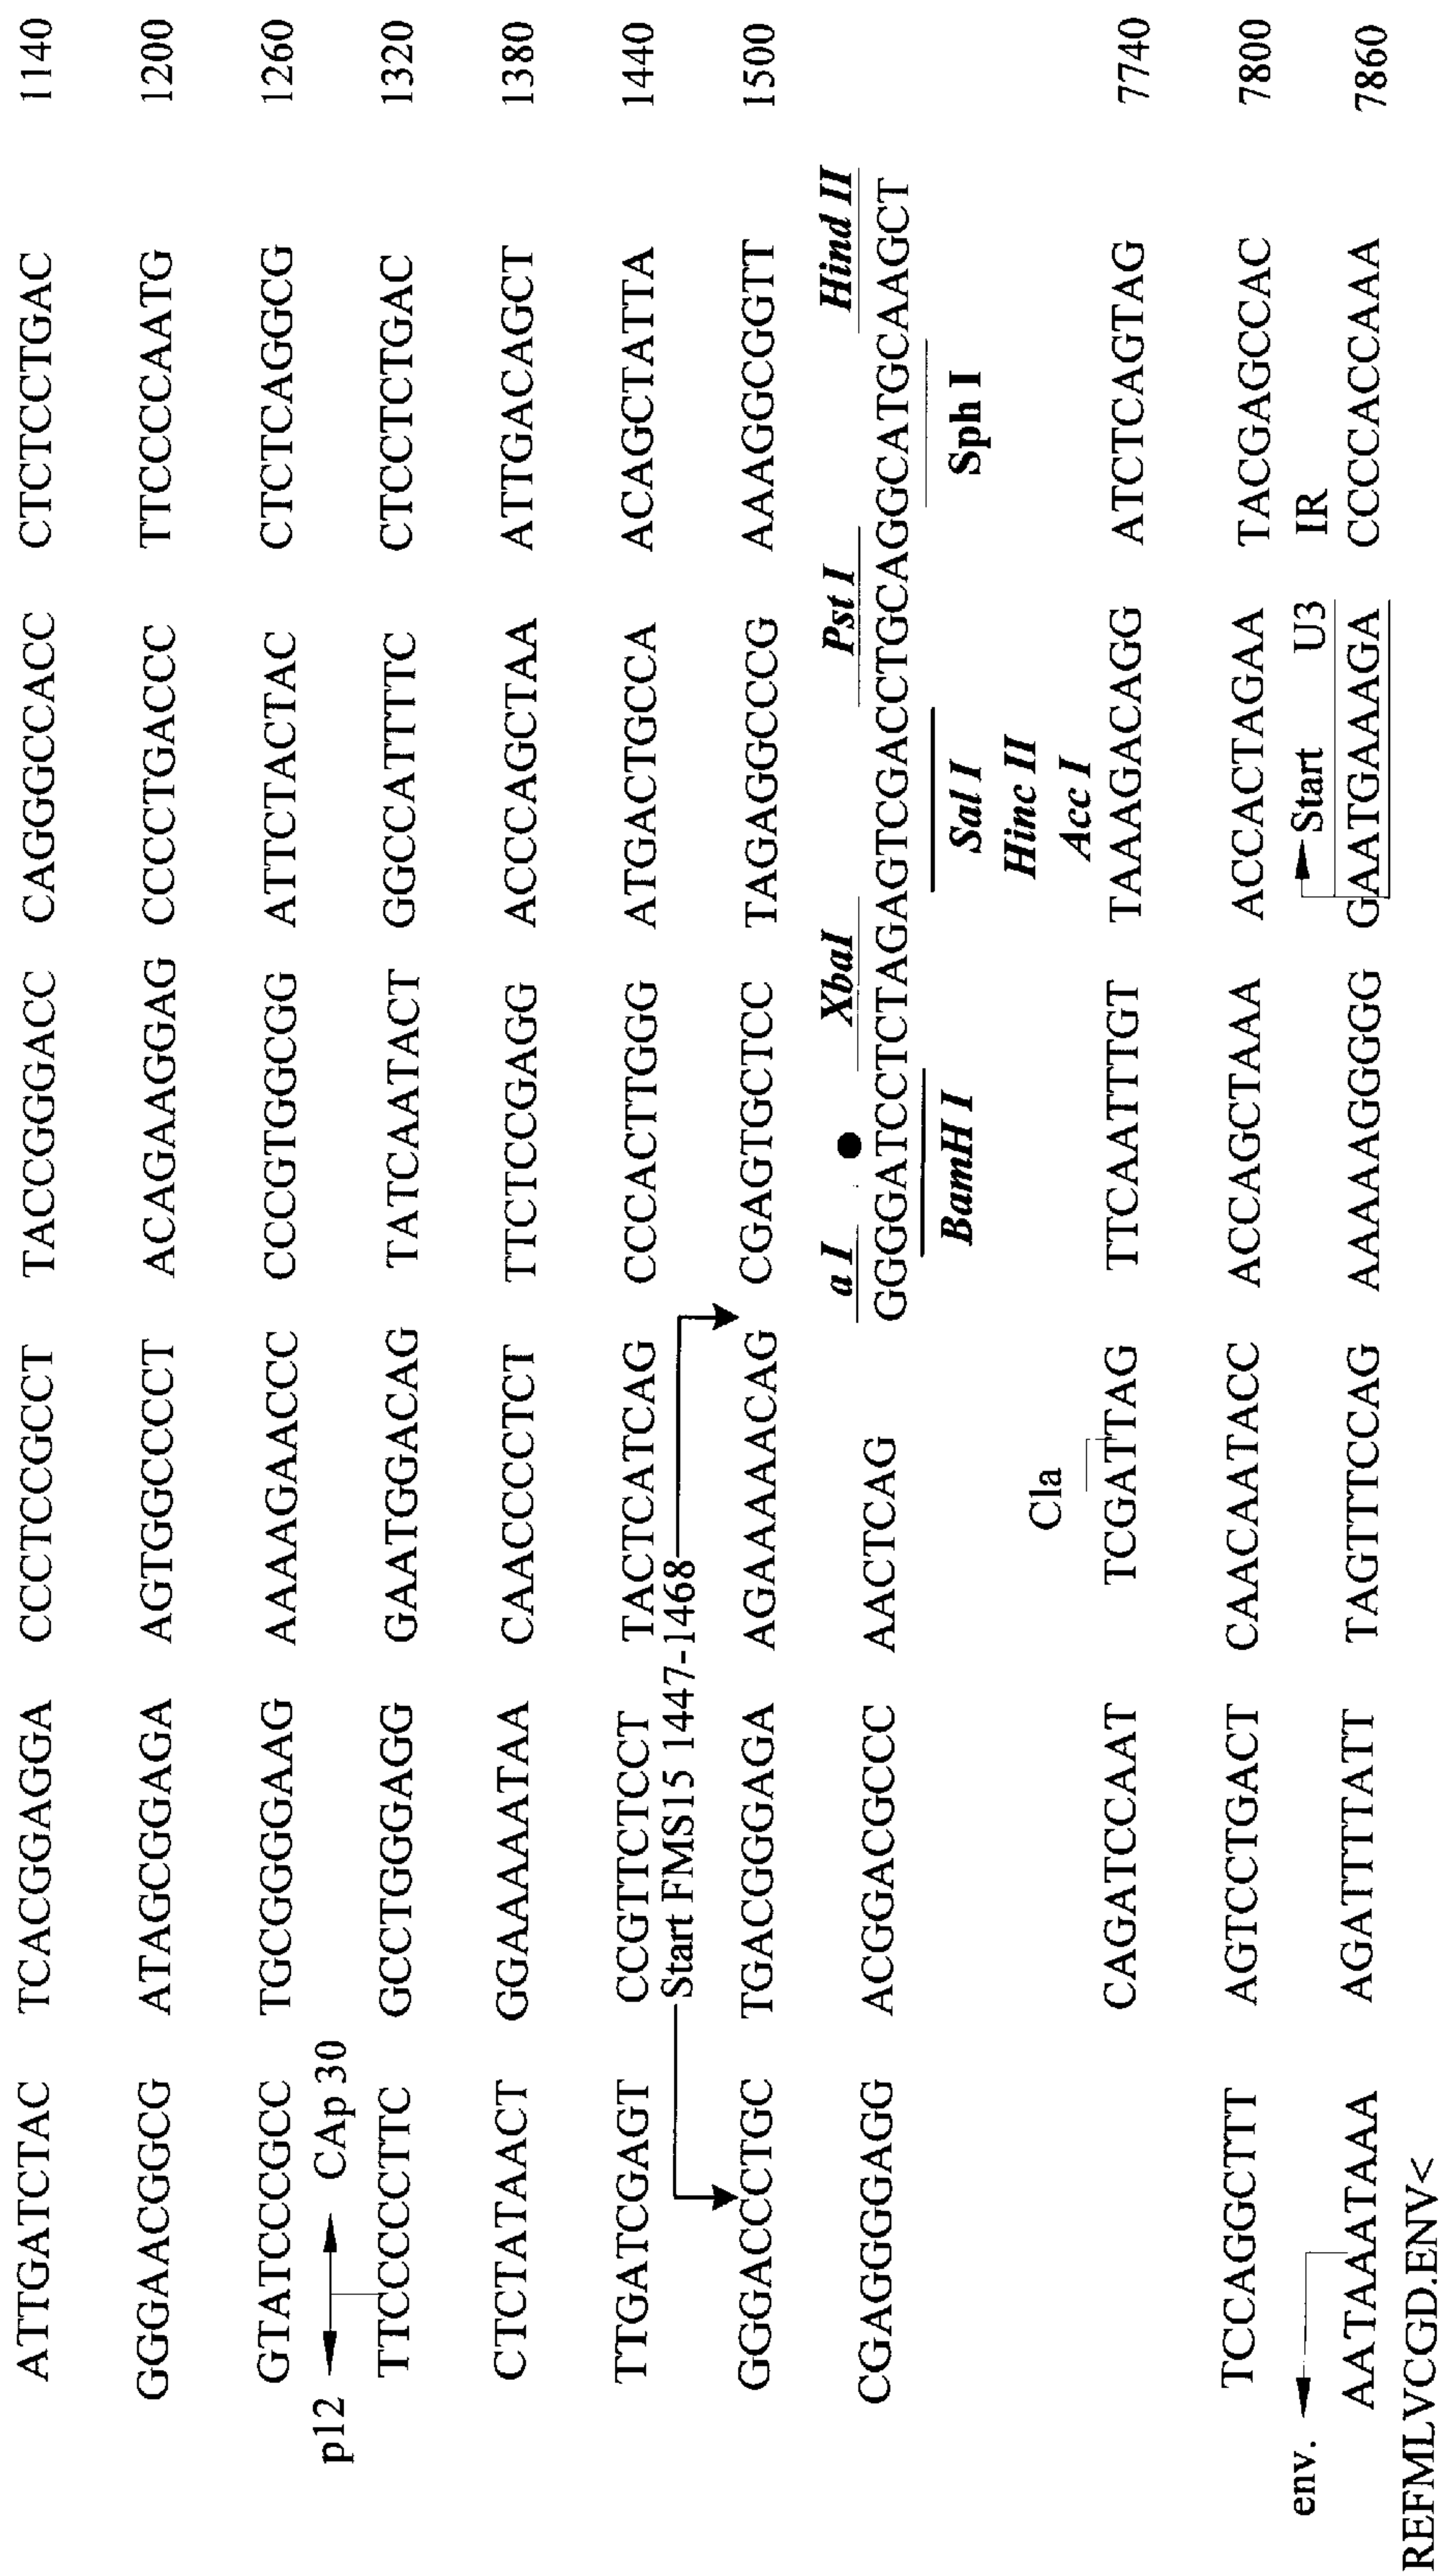 ATTGATCTAC TCACGGAGGA CCCTCCGCCT TACCGGGACC CAGGGCCACC CTCTCCTGAC 1140
GGGAACGGCG ATAGCGGAGA AGTGGCCCCT ACAGAAGGAG CCCCTGACCC TTCCCCAATG 1200
GTATCCCGCC TGCGGGGAAG AAAAGAACCC CCCGTGGCGG ATTCTACTAC CTCTCAGGCG 1260
p12 CAp 30
TTCCCCCTTC GCCTGGGAGG GAATGGACAG TATCAATACT GGCCATTTTC CTCCTCTGAC 1320
CTCTATAACT GGAAAAATAA CAACCCCTCT TTCTCCGAGG ACCCAGCTAA ATTGACAGCT 1380
TTGATCGAGT CCGTTCTCCT TACTCATCAG CCCACTTGGG ATGACTGCCA ACAGCTATTA 1440
Start FMS15 1447-1468
GGGACCCTGC TGACGGGAGA AGAAAAACAG CGAGTGCTCC TAGAGGCCCG AAAGGCGGTT 1500
a I XbaI Pst I Hind II
CGAGGGGAGG ACGGACGCCC AACTCAG GGGGATCCTCTAGAGTCGACCTGCAGGCATGCAAGCT
BamH I Sal I Sph I
Hinc II
Cla Acc I
CAGATCCAAT TCGATTAG TTCAATTTGT TAAAGACAGG ATCTCAGTAG 7740
TCCAGGCTTT AGTCCTGACT CAACAATACC ACCAGCTAAA ACCACTAGAA TACGAGCCAC 7800
env. Start U3 IR
AATAAATAAA AGATTTTATT TAGTTTCCAG AAAAAGGGGG GAATGAAAGA CCCCACCAAA 7860
REFMLVCGD.ENV<